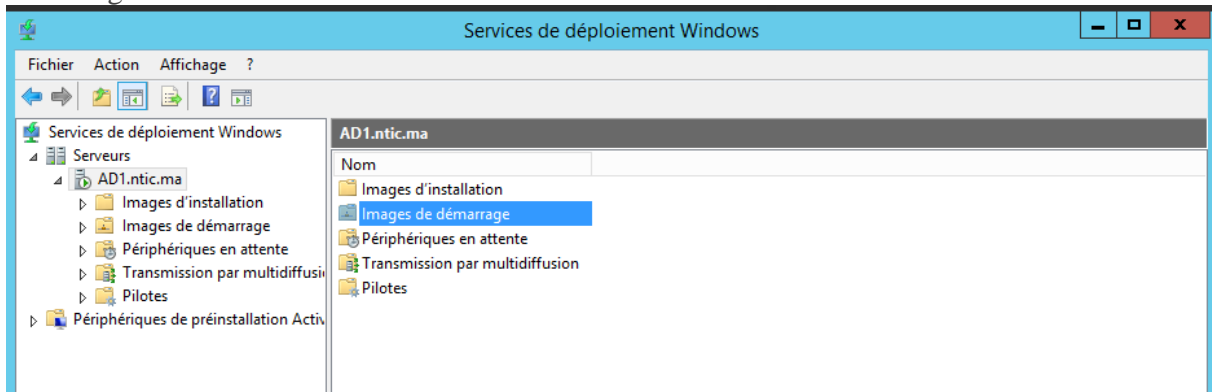 Services de déploiement Windows
Fichier Action Affichage ?
Services de déploiement Windows
Serveurs
AD1.ntic.ma
Images d'installation
Images de démarrage
Périphériques en attente
Transmission par multidiffusi
Pilotes
Périphériques de préinstallation Activ
AD1.ntic.ma
Nom
Images d'installation
Images de démarrage
Périphériques en attente
Transmission par multidiffusion
Pilotes